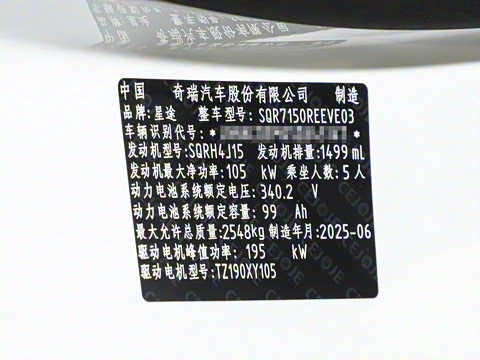 中国 奇瑞汽车股份有限公司 制造
品牌:星途 整车型号:SQR7150REEVE03
车辆识别代号:* *
发动机型号:SQRH4J15 发动机排量:1499 mL
发动机最大净功率:105 kW 乘坐人数:5 人
动力电池系统额定电压:340.2 V
动力电池系统额定容量: 99 Ah
最大允许总质量:2548kg 制造年月:2025-06
驱动电机峰值功率: 195 kW
驱动电机型号:TZ190XY105